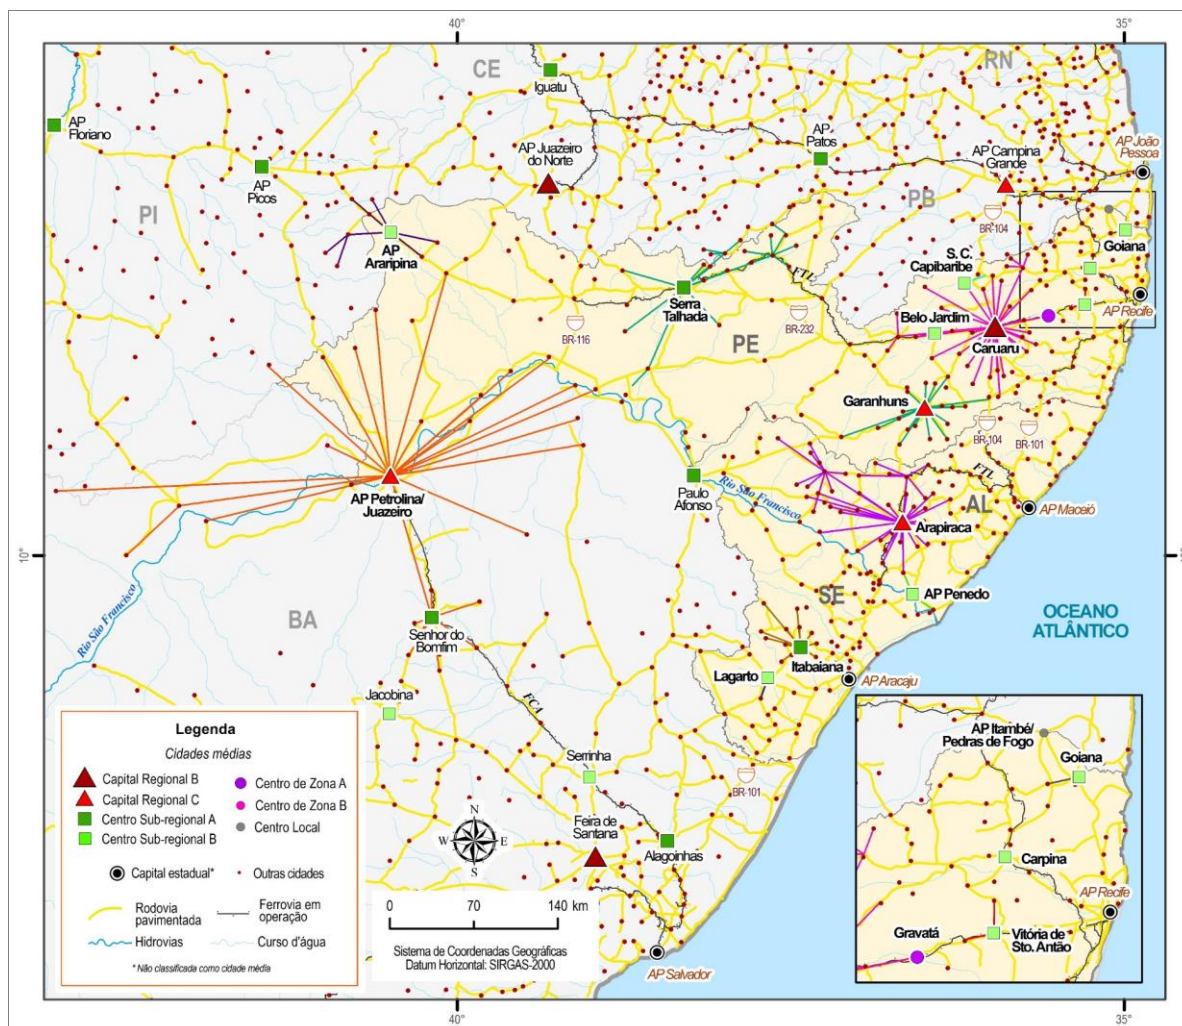 40°
35°
CE
RN
Iguatu
AP
Floriano
AP Juazeiro
do Norte
AP
Patos
AP João
Pessoa
AP Campina
Grande
AP
Picos
PI
PB
BR-104
AP
Araripina
Goiana
S. C.
Capibaribe
FTL
Serra
Talhada
BR-116
BR-232
PE
Belo Jardim
AP Recife
Caruaru
Garanhuns
BR-104
BR-101
AP Petrolina/
Juazeiro
Paulo
Afonso
Rio São Francisco
FTL
AL
AP Maceió
Arapiraca
10°
SE
AP Penedo
BA
Rio São Francisco
OCEANO
ATLÂNTICO
Senhor do
Bomfim
Itabaiana
Lagarto
AP Aracaju
FCA
Jacobina
Serrinha
BR-101
Feira de
Santana
Alagoinhas
AP Salvador
Legenda
Cidades médias
Capital Regional B
Capital Regional C
Centro Sub-regional A
Centro Sub-regional B
Centro de Zona A
Centro de Zona B
Centro Local
Capital estadual*
Outras cidades
Rodovia
pavimentada
Ferrovia em
operação
Hidrovias
Curso d'água
* Não classificada como cidade média
N
W
E
S
0
70
140 km
Sistema de Coordenadas Geográficas
Datum Horizontal: SIRGAS-2000
AP Itambé/
Pedras de Fogo
Goiana
Carpina
AP Recife
Gravatá
Vitória de
Sto. Antão
40°
35°